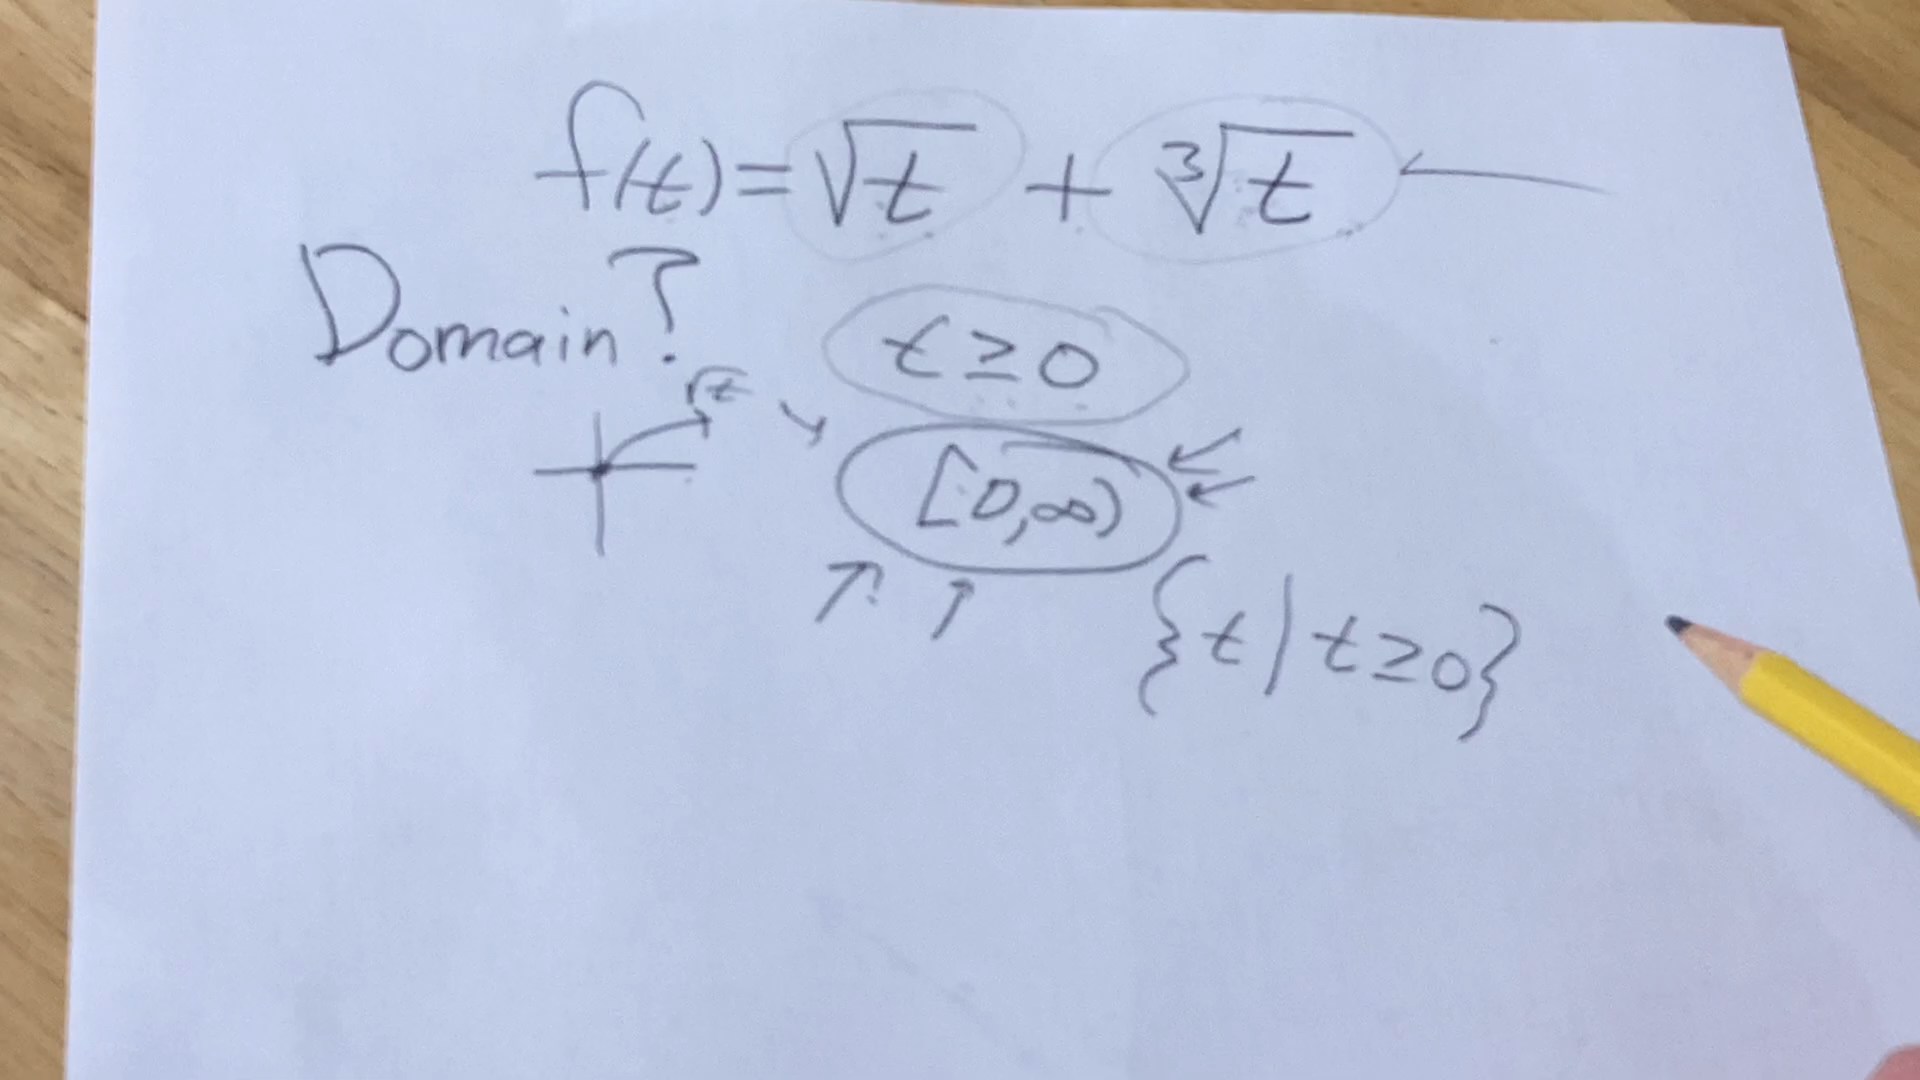 f(t)=√t + ∛t
Domain?
t ≥ 0
√t
[0,∞)
{t | t ≥ 0}